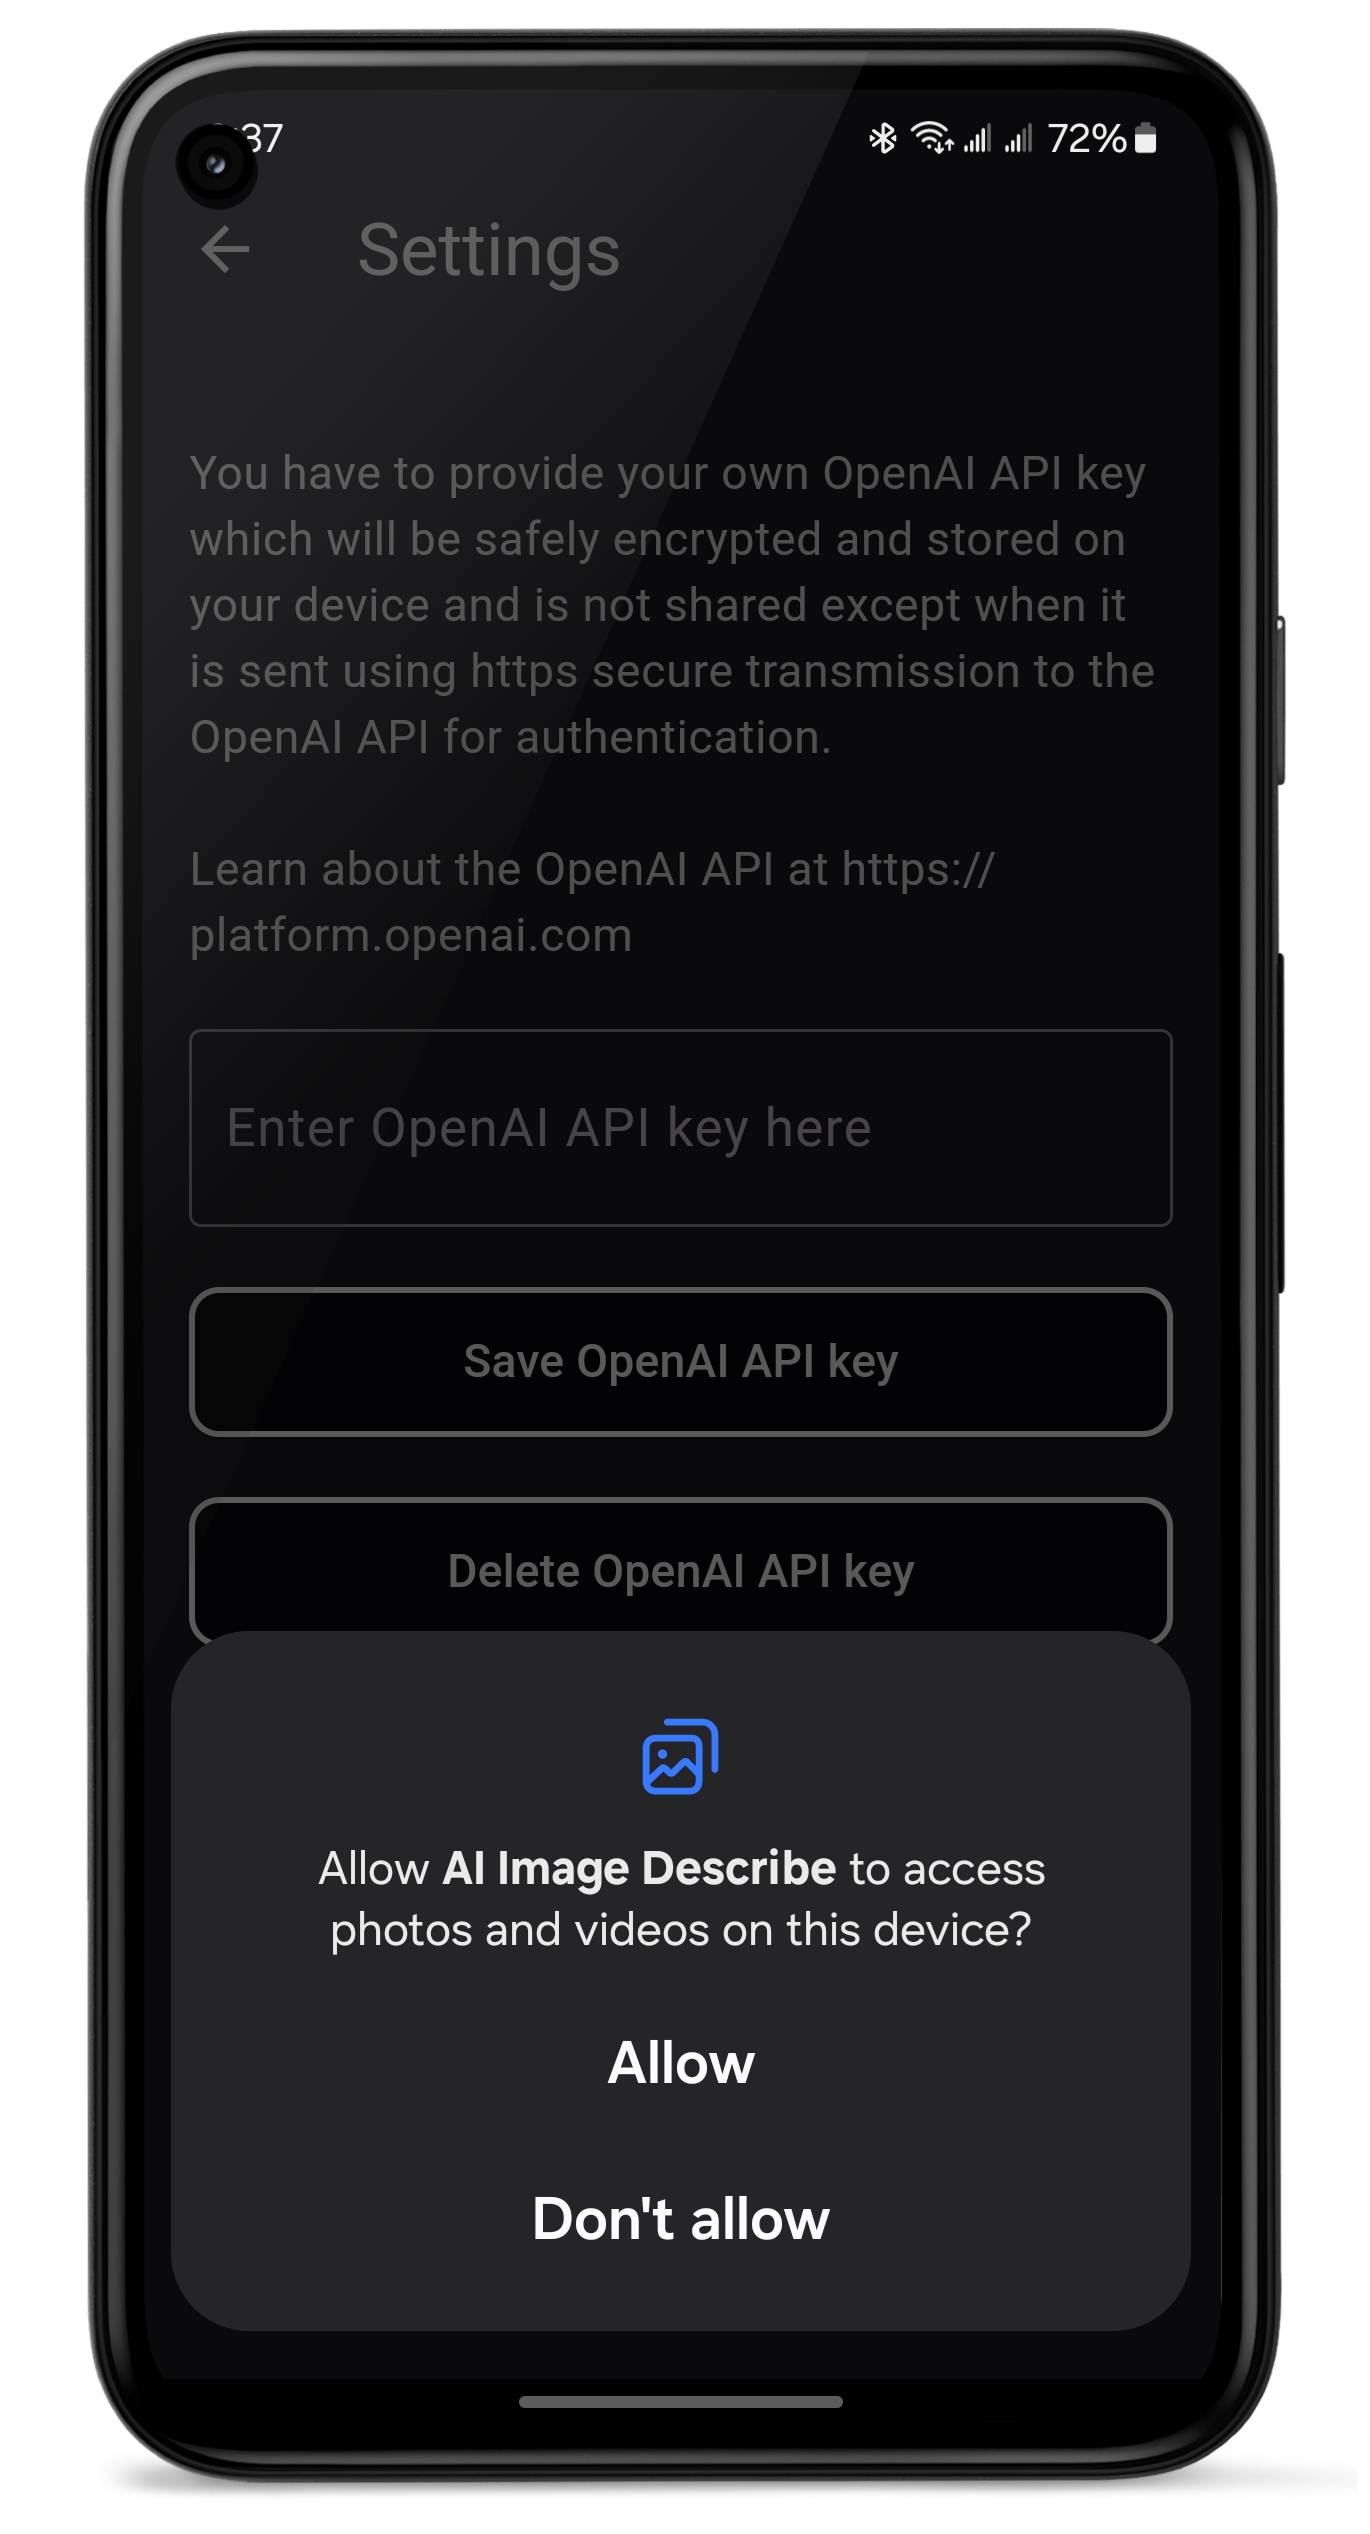 72%
Settings
You have to provide your own OpenAI API key
which will be safely encrypted and stored on
your device and is not shared except when it
is sent using https secure transmission to the
OpenAI API for authentication.
Learn about the OpenAI API at https://
platform.openai.com
Enter OpenAI API key here
Save OpenAI API key
Delete OpenAI API key
Allow AI Image Describe to access
photos and videos on this device?
Allow
Don't allow